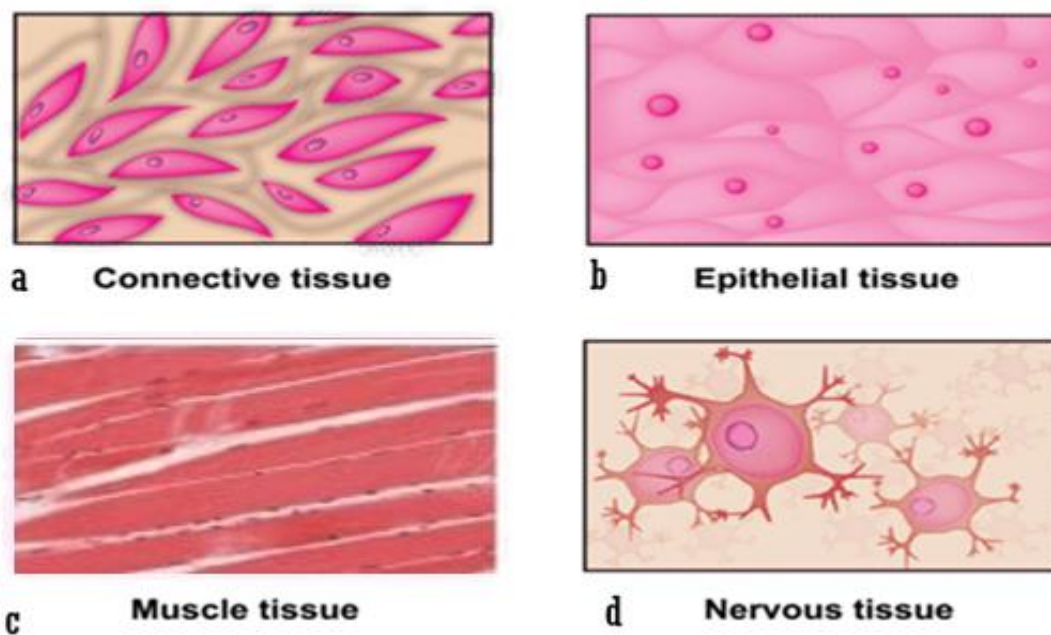 a Connective tissue
b Epithelial tissue
c Muscle tissue
d Nervous tissue